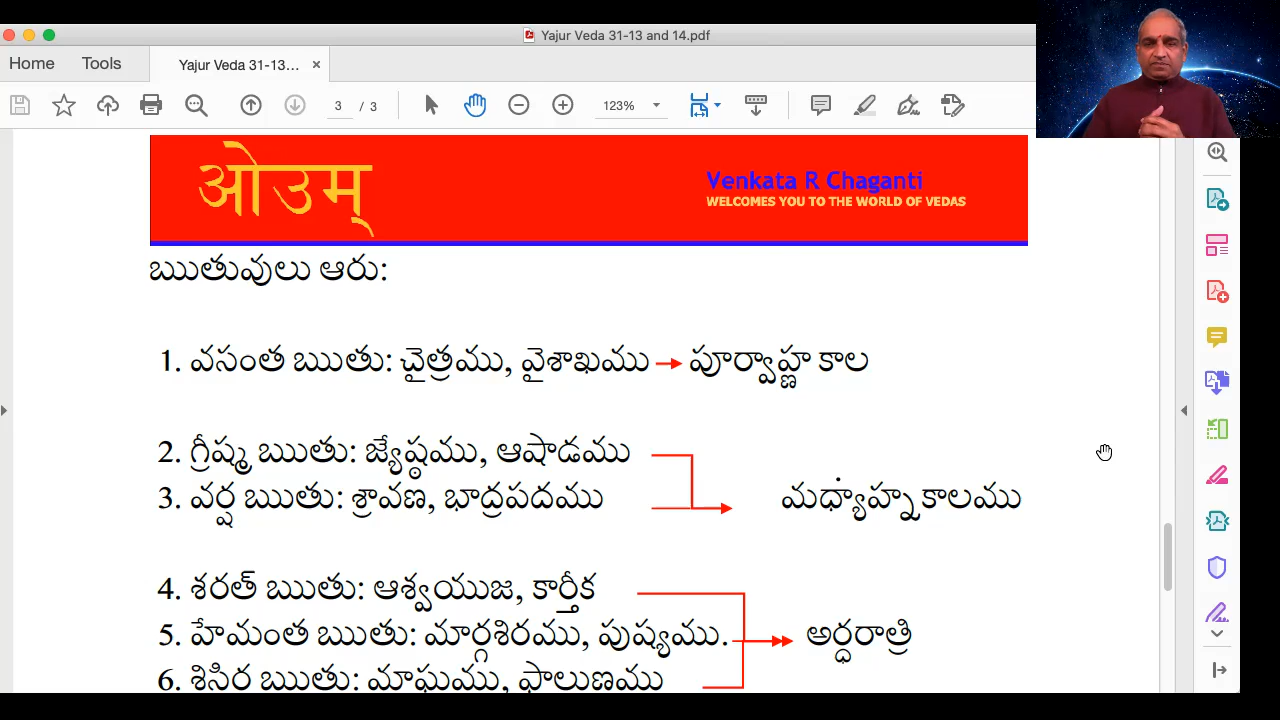 Yajur Veda 31-13 and 14.pdf
Home Tools Yajur Veda 31-13... ×
3 / 3 123%
ओउम्
Venkata R Chaganti
WELCOMES YOU TO THE WORLD OF VEDAS
ఋతువులు ఆరు:
1. వసంత ఋతు: చైత్రము, వైశాఖము పూర్వాహ్ణ కాల
2. గ్రీష్మ ఋతు: జ్యేష్ఠము, ఆషాడము
3. వర్ష ఋతు: శ్రావణ, భాద్రపదము మధ్యాహ్నకాలము
4. శరత్ ఋతు: ఆశ్వయుజ, కార్తీక
5. హేమంత ఋతు: మార్గశిరము, పుష్యము. అర్ధరాత్రి
6. శిసిర ఋతు: మాఘము, ఫాలుణము